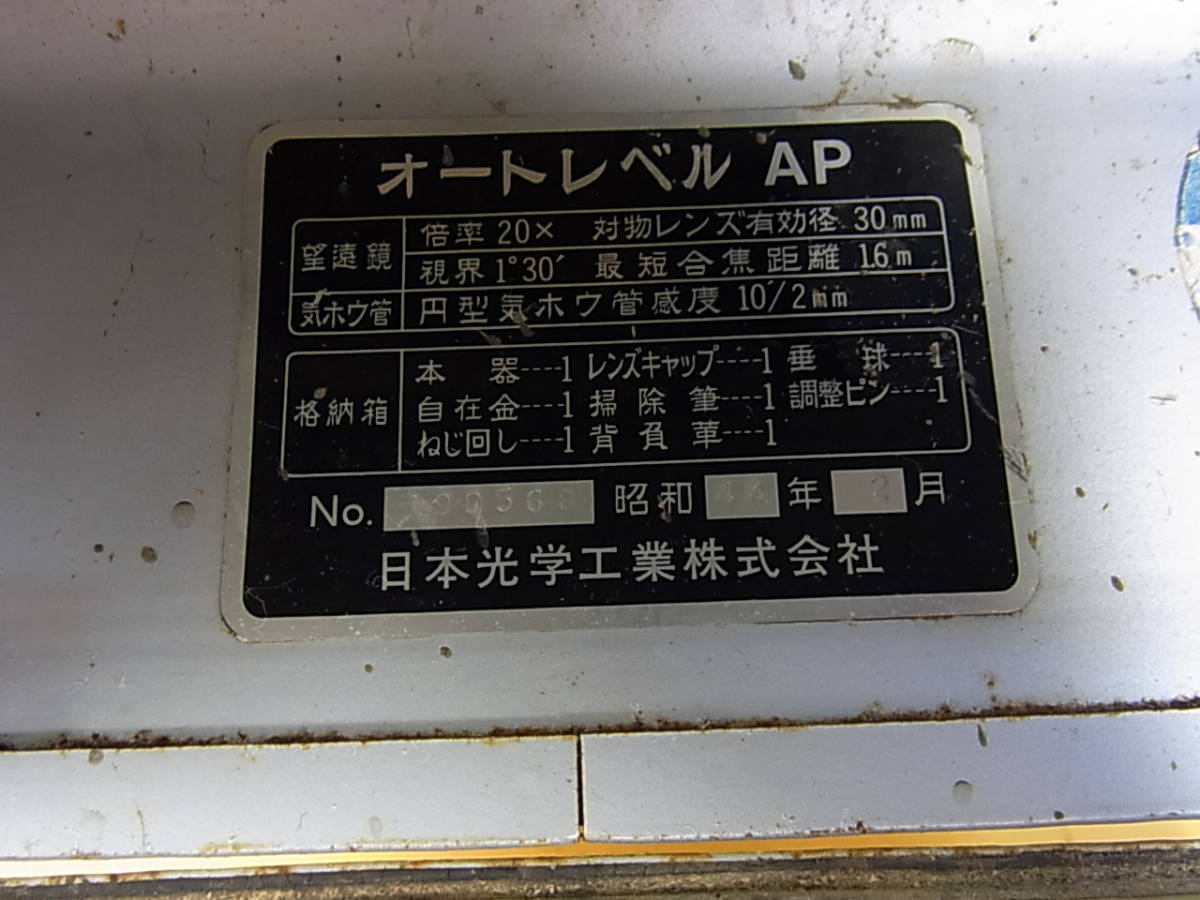 オートレベル AP
望遠鏡 倍率 20× 対物レンズ有効径 30mm
視界 1°30′ 最短合焦距離 1.6m
気ホウ管 円型気ホウ管感度 10/2mm
格納箱 本器----1 レンズキャップ----1 垂球----1
自在金----1 掃除筆----1 調整ピン----1
ねじ回し----1 背負革----1
No. 昭和 年 2月
日本光学工業株式会社